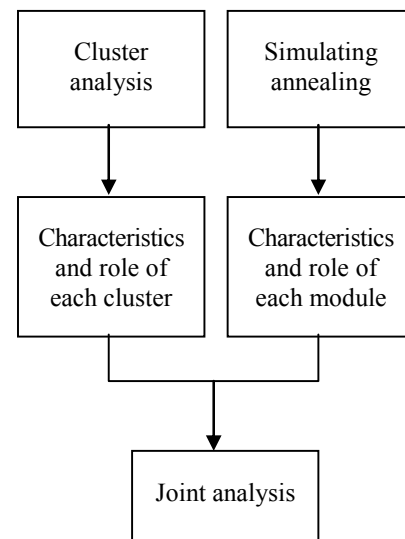 Cluster
analysis
Simulating
annealing
Characteristics
and role of
each cluster
Characteristics
and role of
each module
Joint analysis